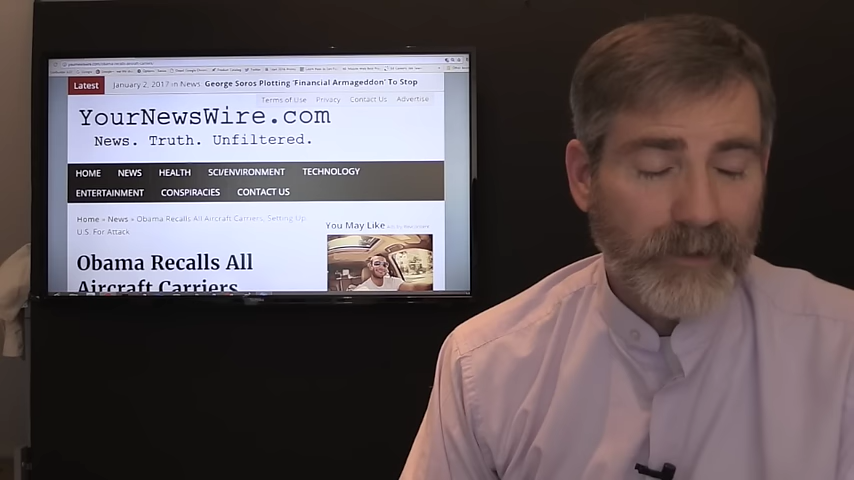 Latest January 2, 2017 in News: George Soros Plotting 'Financial Armageddon' To Stop
Terms of Use Privacy Contact Us Advertise
YourNewsWire.com
News. Truth. Unfiltered.
HOME NEWS HEALTH SCI/ENVIRONMENT TECHNOLOGY
ENTERTAINMENT CONSPIRACIES CONTACT US
Home » News » Obama Recalls All Aircraft Carriers, Setting Up
U.S. For Attack
You May Like
Obama Recalls All
Aircraft Carriers